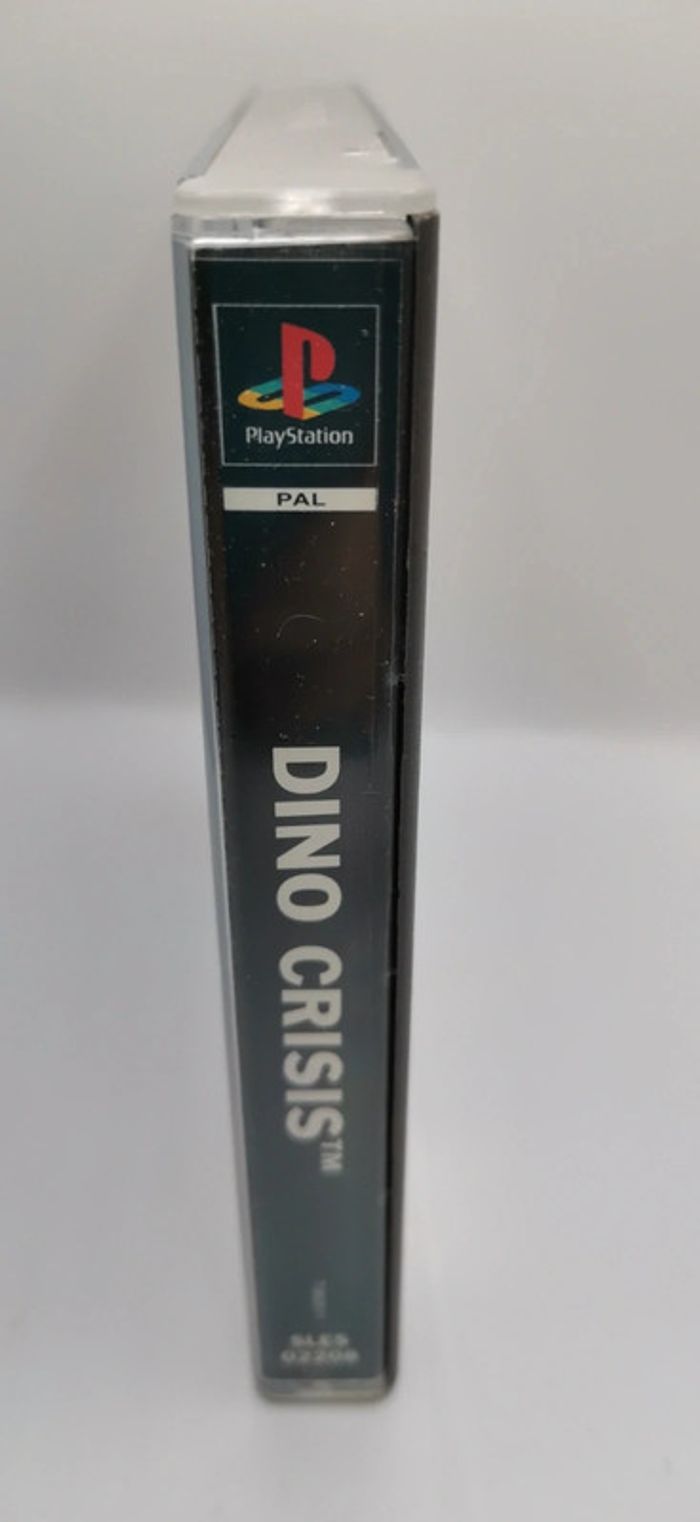 PlayStation
PAL
DINO CRISIS™
SLES
02208